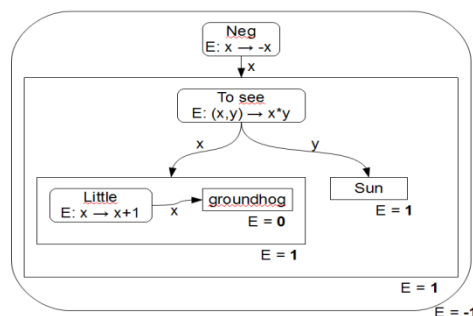 Neg
E: x → -x
x
To see
E: (x,y) → x*y
x
y
Little
E: x → x+1
x
groundhog
E = 0
E = 1
Sun
E = 1
E = 1
E = -1